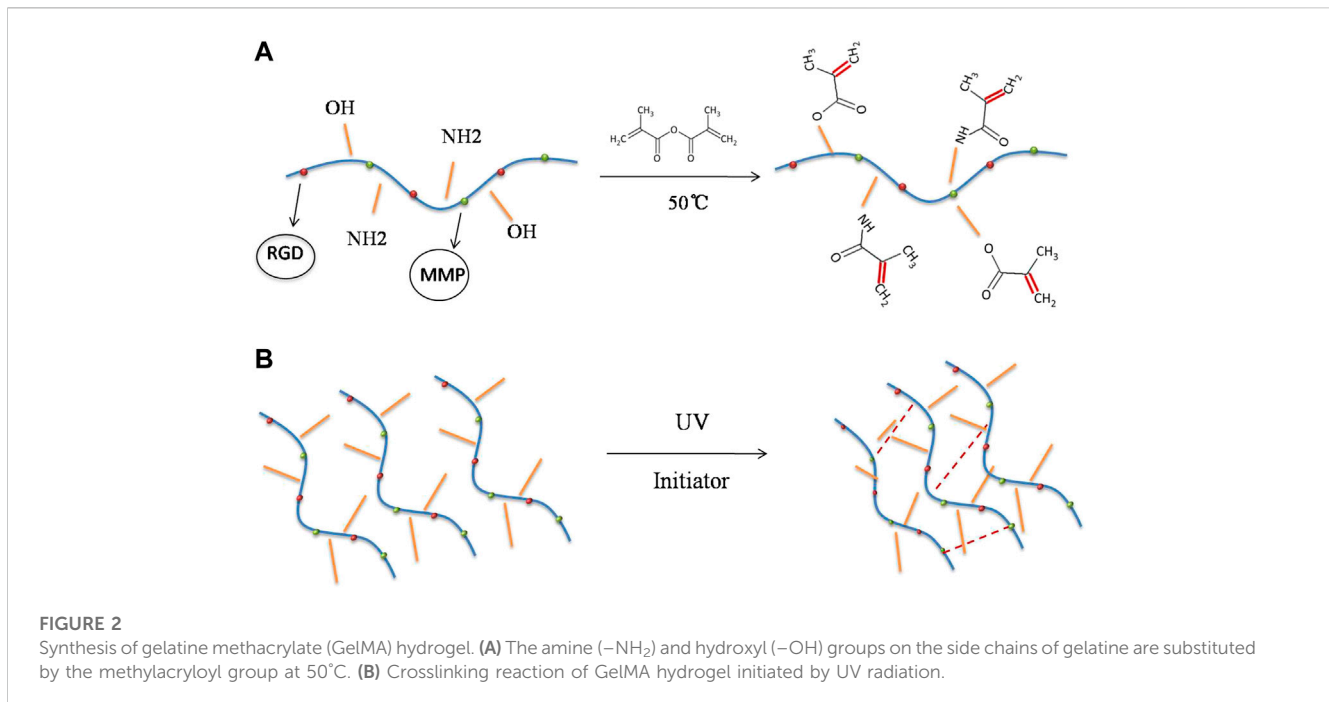 A
OH
NH2
NH2
OH
RGD
MMP
H₂C
CH₃
O
O
O
CH₃
CH₂
50℃
CH₃
CH₂
O
O
CH₃
CH₂
NH
O
NH
O
CH₃
CH₂
O
O
CH₃
CH₂
B
UV
Initiator
FIGURE 2
Synthesis of gelatine methacrylate (GelMA) hydrogel. (A) The amine (–NH₂) and hydroxyl (–OH) groups on the side chains of gelatine are substituted
by the methylacryloyl group at 50°C. (B) Crosslinking reaction of GelMA hydrogel initiated by UV radiation.